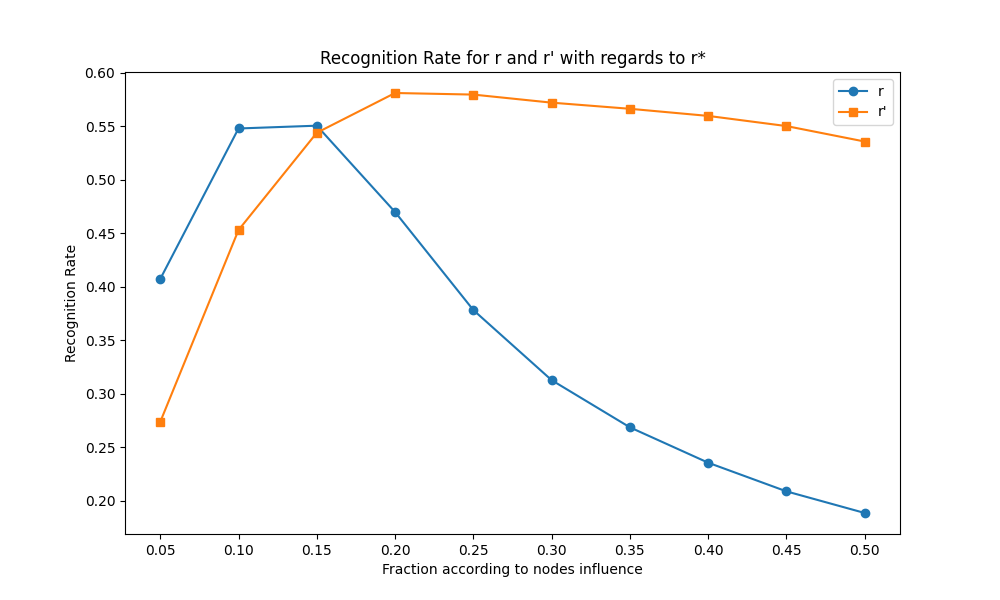 Recognition Rate for r and r' with regards to r*
r
r'
Recognition Rate
0.60
0.55
0.50
0.45
0.40
0.35
0.30
0.25
0.20
0.05 0.10 0.15 0.20 0.25 0.30 0.35 0.40 0.45 0.50
Fraction according to nodes influence